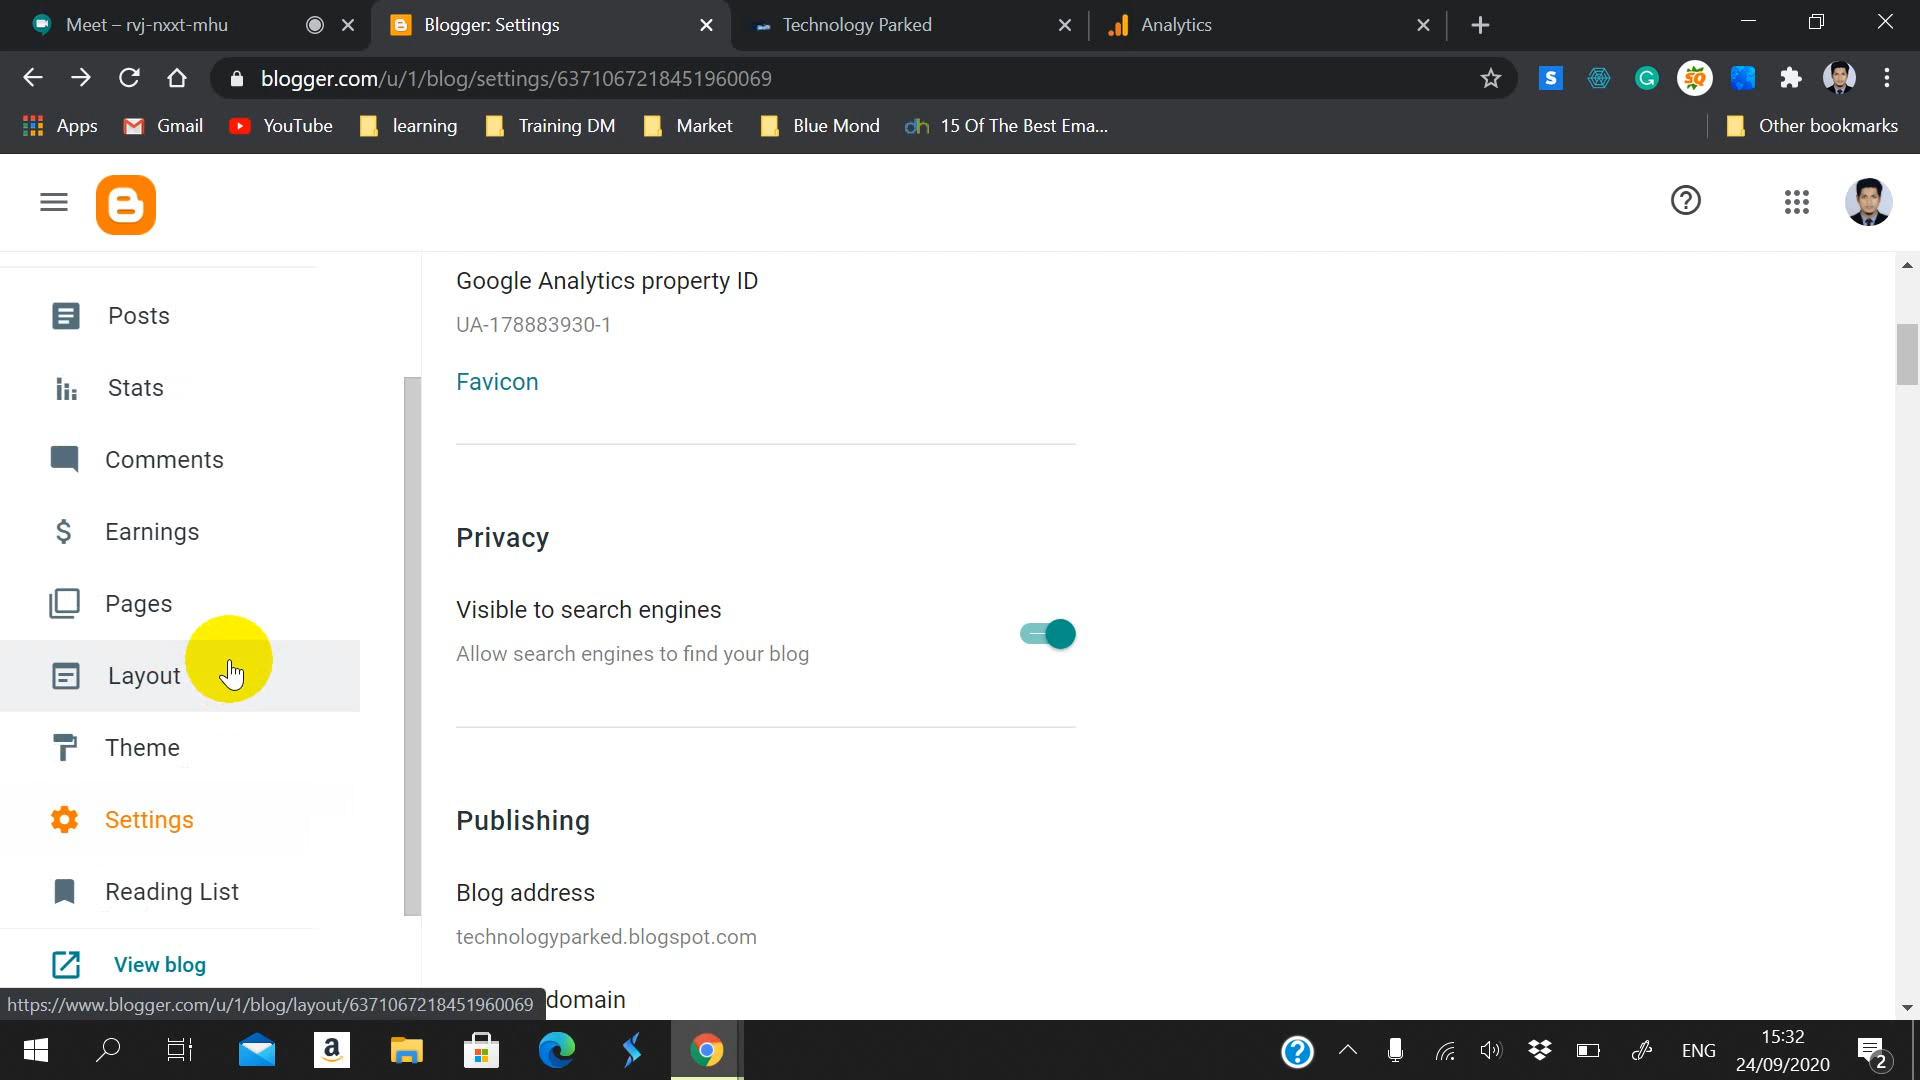 Meet – rvj-nxxt-mhu
Blogger: Settings
Technology Parked
Analytics
blogger.com/u/1/blog/settings/6371067218451960069
S
G
SQ
Apps
Gmail
YouTube
learning
Training DM
Market
Blue Mond
dh
15 Of The Best Ema...
Other bookmarks
Posts
Stats
Comments
Earnings
Pages
Layout
Theme
Settings
Reading List
View blog
Google Analytics property ID
UA-178883930-1
Favicon
Privacy
Visible to search engines
Allow search engines to find your blog
Publishing
Blog address
technologyparked.blogspot.com
domain
https://www.blogger.com/u/1/blog/layout/6371067218451960069
a
ENG
15:32
24/09/2020
2